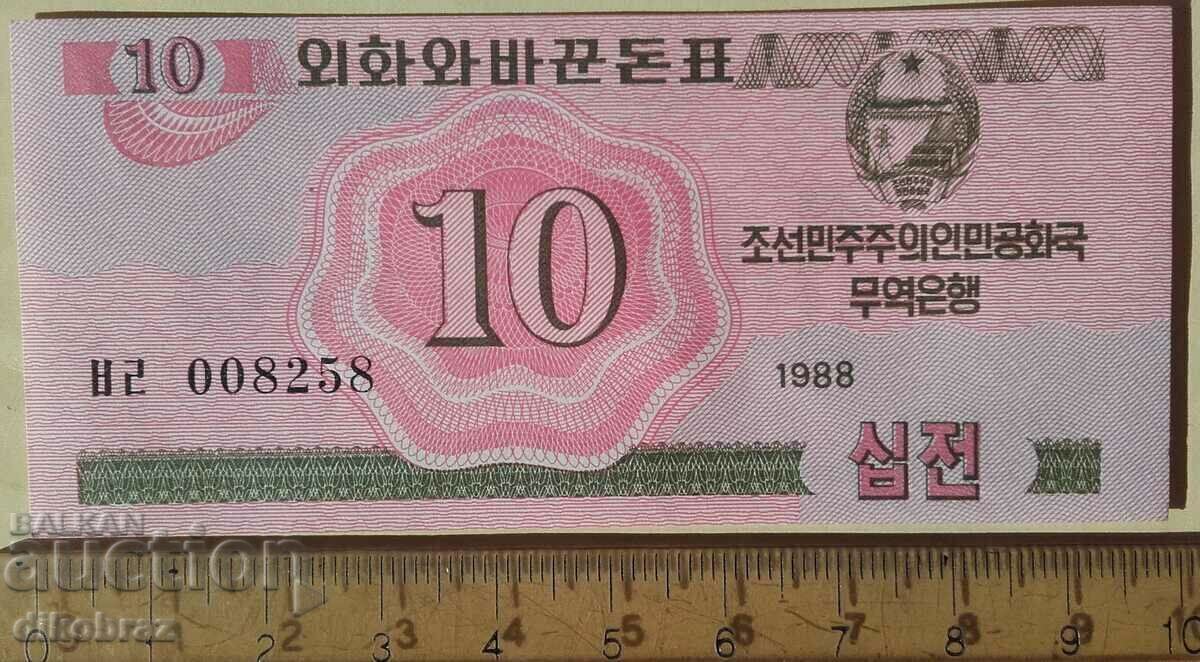 10 외화와바꾼돈표
10
조선민주주의인민공화국
무역은행
ㅂㄹ 008258
1988
십전
BALKAN
auction
dikobraz
0 1 2 3 4 5 6 7 8 9 10